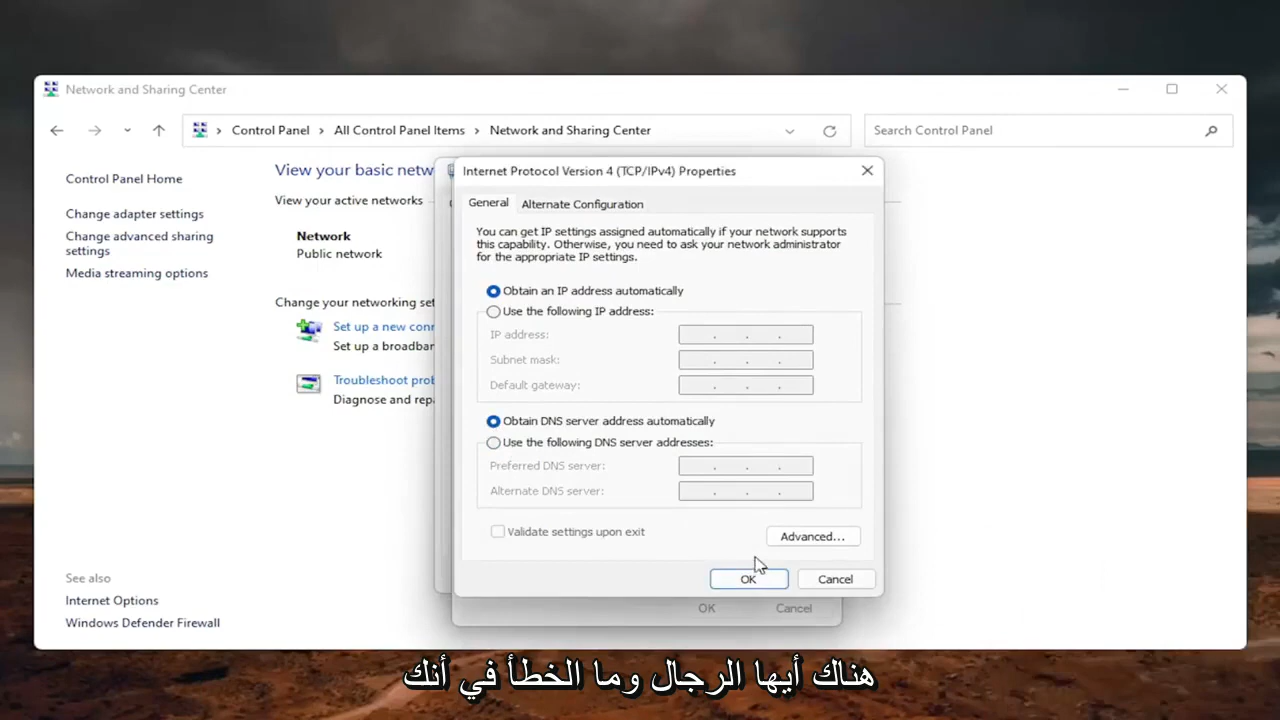 Network and Sharing Center
Control Panel > All Control Panel Items > Network and Sharing Center
Search Control Panel
Control Panel Home
Change adapter settings
Change advanced sharing
settings
Media streaming options
See also
Internet Options
Windows Defender Firewall
View your basic netw
View your active networks
Network
Public network
Change your networking set
Set up a new conn
Set up a broadban
Troubleshoot prob
Diagnose and repa
Internet Protocol Version 4 (TCP/IPv4) Properties
General
Alternate Configuration
You can get IP settings assigned automatically if your network supports
this capability. Otherwise, you need to ask your network administrator
for the appropriate IP settings.
Obtain an IP address automatically
Use the following IP address:
IP address:
Subnet mask:
Default gateway:
Obtain DNS server address automatically
Use the following DNS server addresses:
Preferred DNS server:
Alternate DNS server:
Validate settings upon exit
Advanced...
OK
Cancel
OK
Cancel
هناك أيها الرجال وما الخطأ في أنك